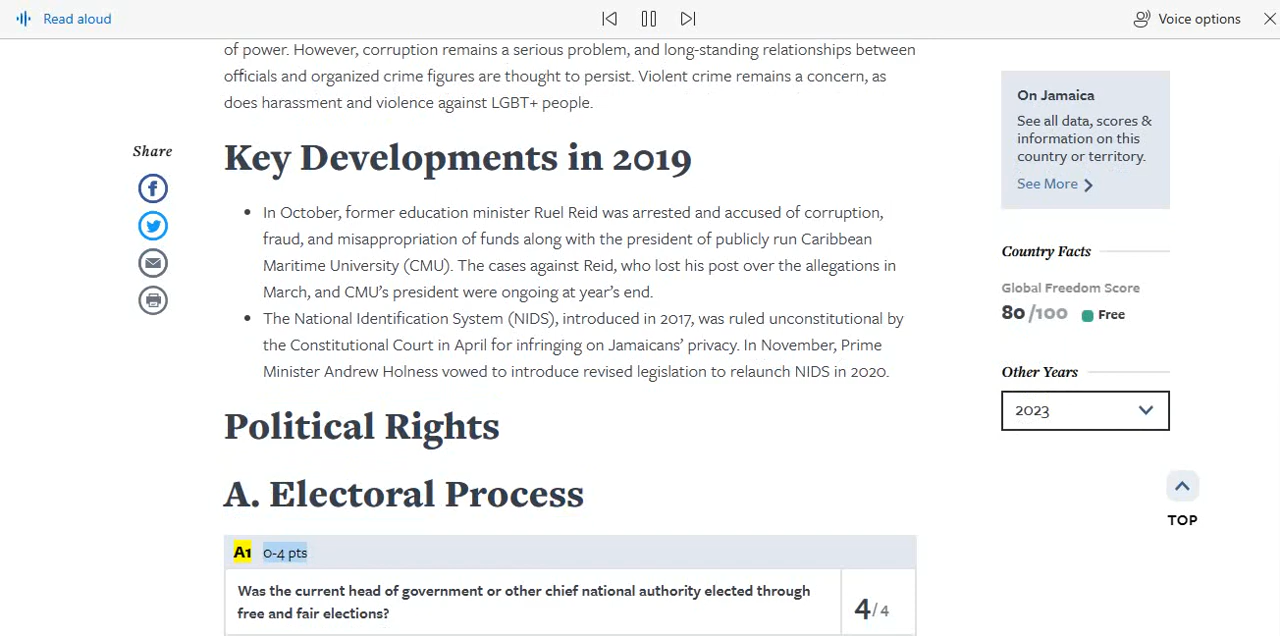 Read aloud
Voice options
of power. However, corruption remains a serious problem, and long-standing relationships between
officials and organized crime figures are thought to persist. Violent crime remains a concern, as
does harassment and violence against LGBT+ people.
Share
Key Developments in 2019
In October, former education minister Ruel Reid was arrested and accused of corruption,
fraud, and misappropriation of funds along with the president of publicly run Caribbean
Maritime University (CMU). The cases against Reid, who lost his post over the allegations in
March, and CMU's president were ongoing at year's end.
The National Identification System (NIDS), introduced in 2017, was ruled unconstitutional by
the Constitutional Court in April for infringing on Jamaicans' privacy. In November, Prime
Minister Andrew Holness vowed to introduce revised legislation to relaunch NIDS in 2020.
Political Rights
A. Electoral Process
A1 0-4 pts
Was the current head of government or other chief national authority elected through
free and fair elections?
4/4
On Jamaica
See all data, scores &
information on this
country or territory.
See More
Country Facts
Global Freedom Score
80/100 Free
Other Years
2023
TOP